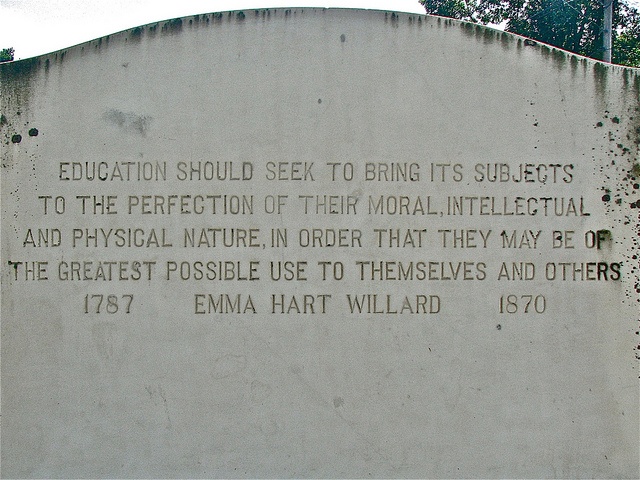 EDUCATION SHOULD SEEK TO BRING ITS SUBJECTS
TO THE PERFECTION OF THEIR MORAL, INTELLECTUAL
AND PHYSICAL NATURE, IN ORDER THAT THEY MAY BE OF
THE GREATEST POSSIBLE USE TO THEMSELVES AND OTHERS
1787 EMMA HART WILLARD 1870